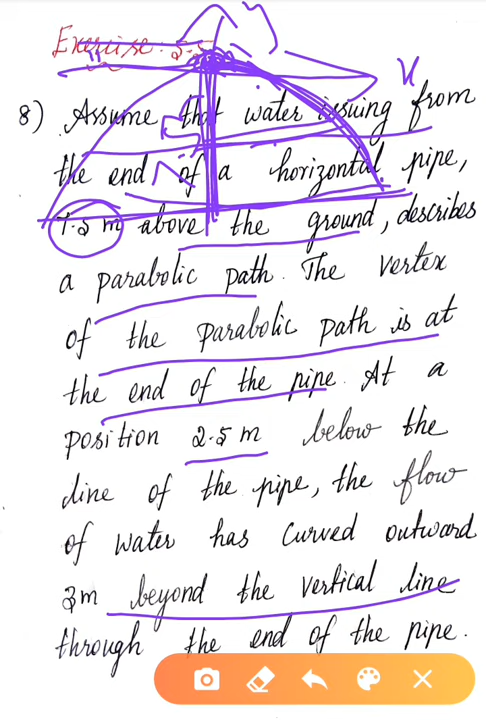 Exercise 5.5
8) Assume that water issuing from
the end of a horizontal pipe,
7.5 m above the ground, describes
a parabolic path. The vertex
of the parabolic path is at
the end of the pipe. At a
position 2.5 m below the
line of the pipe, the flow
of water has curved outward
3m beyond the vertical line
through the end of the pipe.